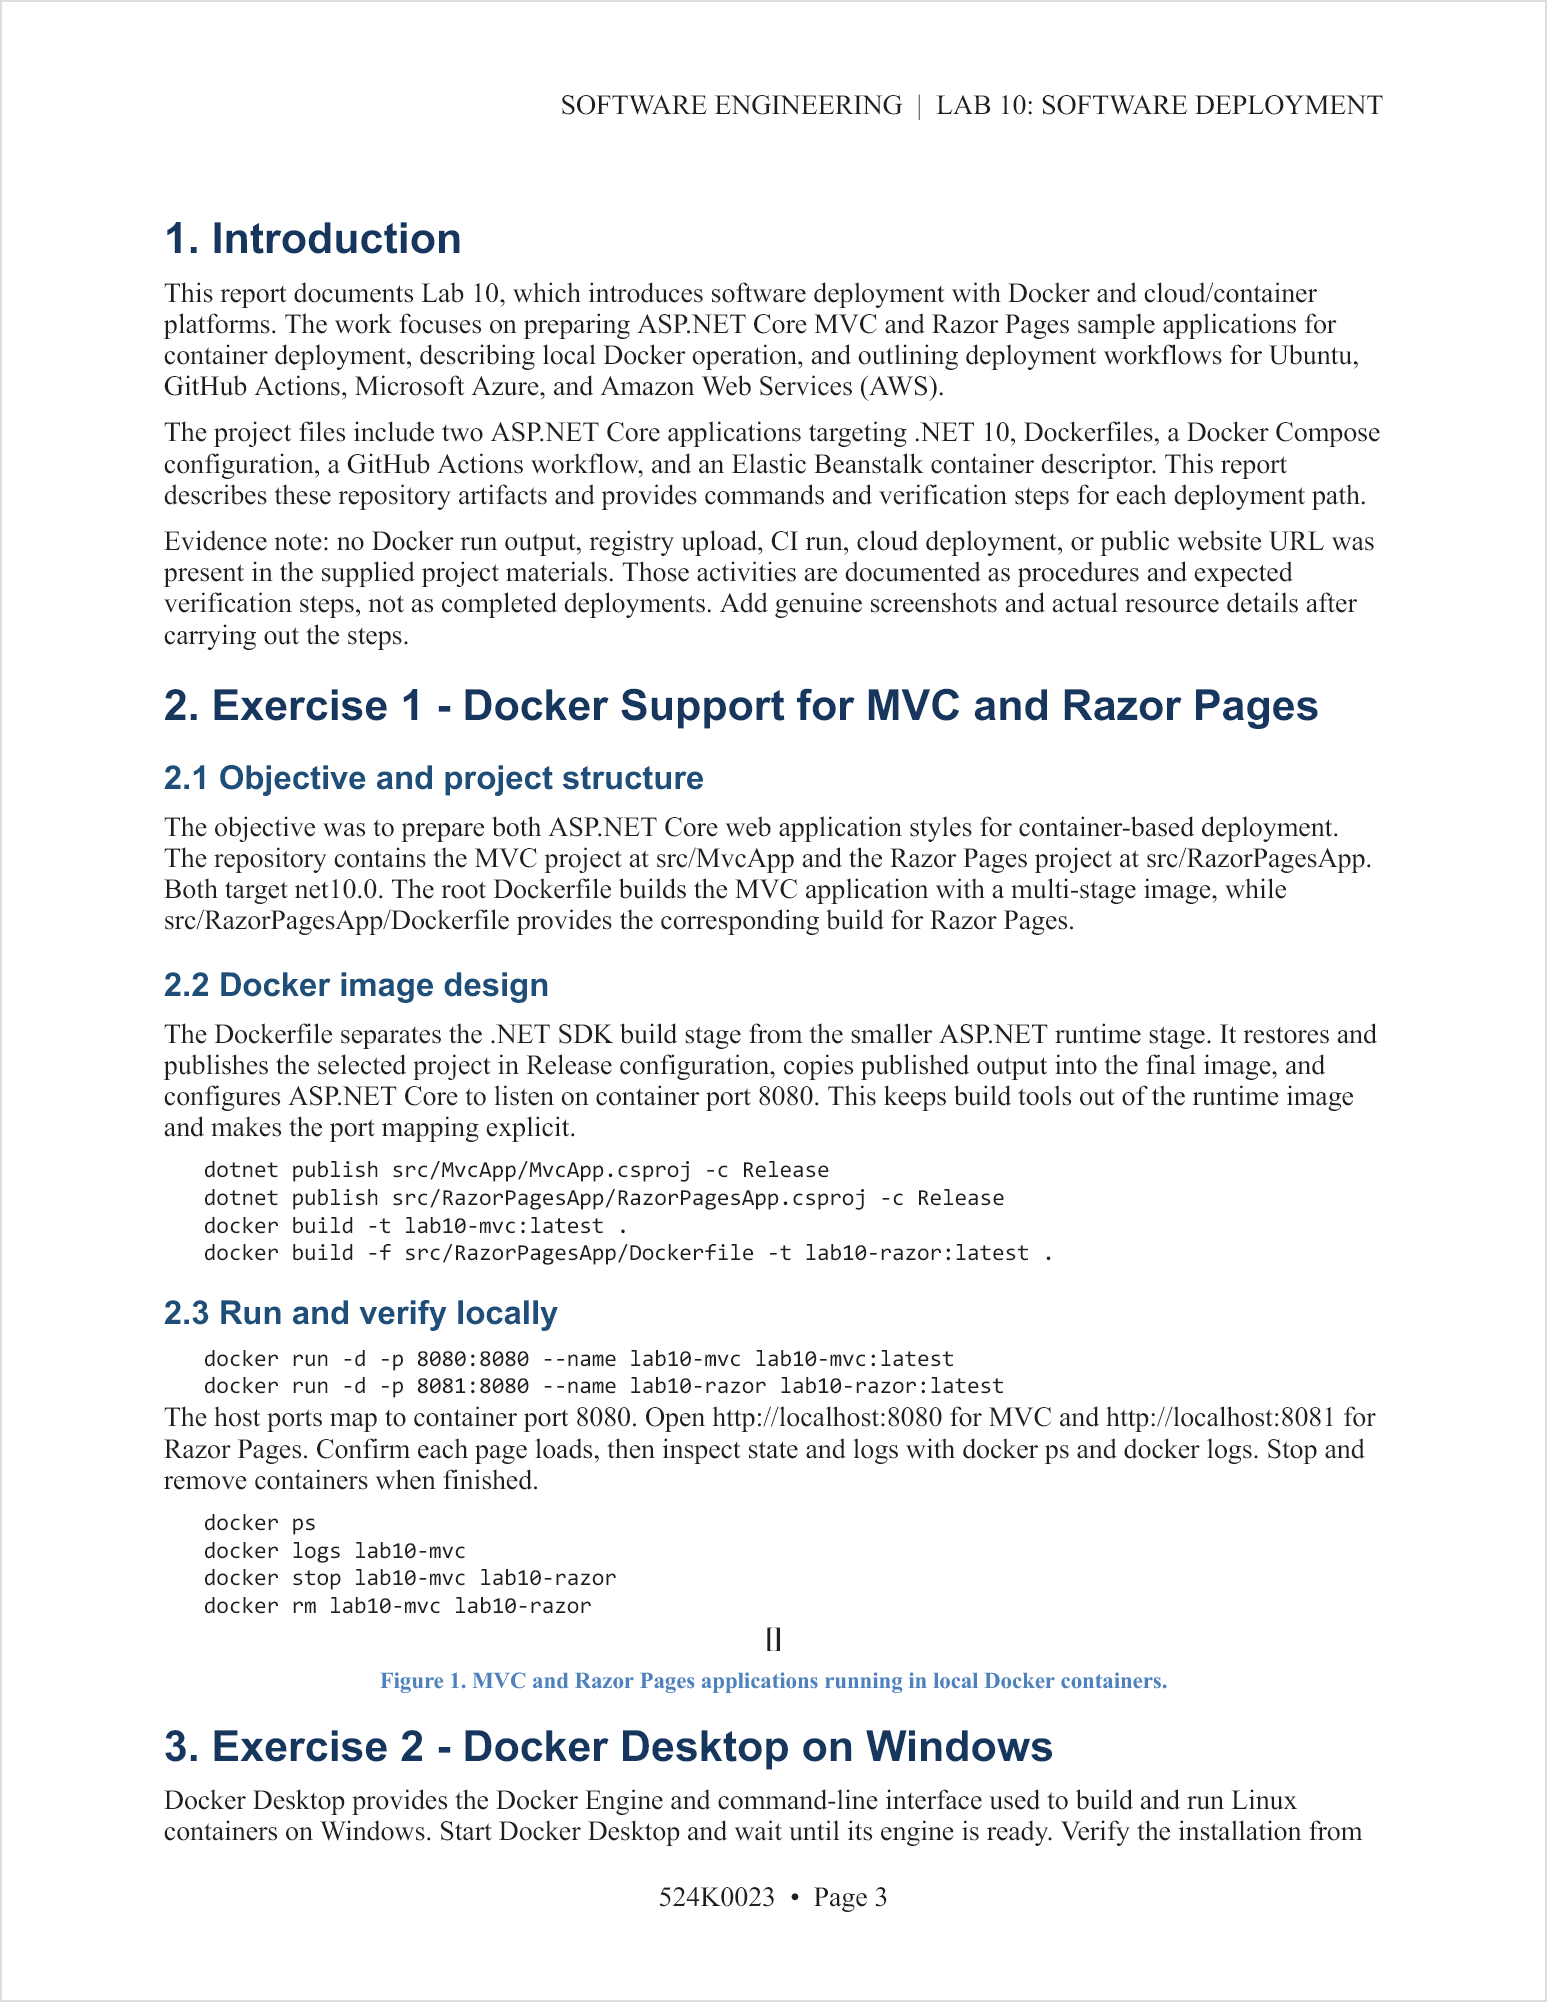 SOFTWARE ENGINEERING | LAB 10: SOFTWARE DEPLOYMENT
1. Introduction
This report documents Lab 10, which introduces software deployment with Docker and cloud/container
platforms. The work focuses on preparing ASP.NET Core MVC and Razor Pages sample applications for
container deployment, describing local Docker operation, and outlining deployment workflows for Ubuntu,
GitHub Actions, Microsoft Azure, and Amazon Web Services (AWS).
The project files include two ASP.NET Core applications targeting .NET 10, Dockerfiles, a Docker Compose
configuration, a GitHub Actions workflow, and an Elastic Beanstalk container descriptor. This report
describes these repository artifacts and provides commands and verification steps for each deployment path.
Evidence note: no Docker run output, registry upload, CI run, cloud deployment, or public website URL was
present in the supplied project materials. Those activities are documented as procedures and expected
verification steps, not as completed deployments. Add genuine screenshots and actual resource details after
carrying out the steps.
2. Exercise 1 - Docker Support for MVC and Razor Pages
2.1 Objective and project structure
The objective was to prepare both ASP.NET Core web application styles for container-based deployment.
The repository contains the MVC project at src/MvcApp and the Razor Pages project at src/RazorPagesApp.
Both target net10.0. The root Dockerfile builds the MVC application with a multi-stage image, while
src/RazorPagesApp/Dockerfile provides the corresponding build for Razor Pages.
2.2 Docker image design
The Dockerfile separates the .NET SDK build stage from the smaller ASP.NET runtime stage. It restores and
publishes the selected project in Release configuration, copies published output into the final image, and
configures ASP.NET Core to listen on container port 8080. This keeps build tools out of the runtime image
and makes the port mapping explicit.
dotnet publish src/MvcApp/MvcApp.csproj -c Release
dotnet publish src/RazorPagesApp/RazorPagesApp.csproj -c Release
docker build -t lab10-mvc:latest .
docker build -f src/RazorPagesApp/Dockerfile -t lab10-razor:latest .
2.3 Run and verify locally
docker run -d -p 8080:8080 --name lab10-mvc lab10-mvc:latest
docker run -d -p 8081:8080 --name lab10-razor lab10-razor:latest
The host ports map to container port 8080. Open http://localhost:8080 for MVC and http://localhost:8081 for
Razor Pages. Confirm each page loads, then inspect state and logs with docker ps and docker logs. Stop and
remove containers when finished.
docker ps
docker logs lab10-mvc
docker stop lab10-mvc lab10-razor
docker rm lab10-mvc lab10-razor
[]
Figure 1. MVC and Razor Pages applications running in local Docker containers.
3. Exercise 2 - Docker Desktop on Windows
Docker Desktop provides the Docker Engine and command-line interface used to build and run Linux
containers on Windows. Start Docker Desktop and wait until its engine is ready. Verify the installation from
524K0023 • Page 3